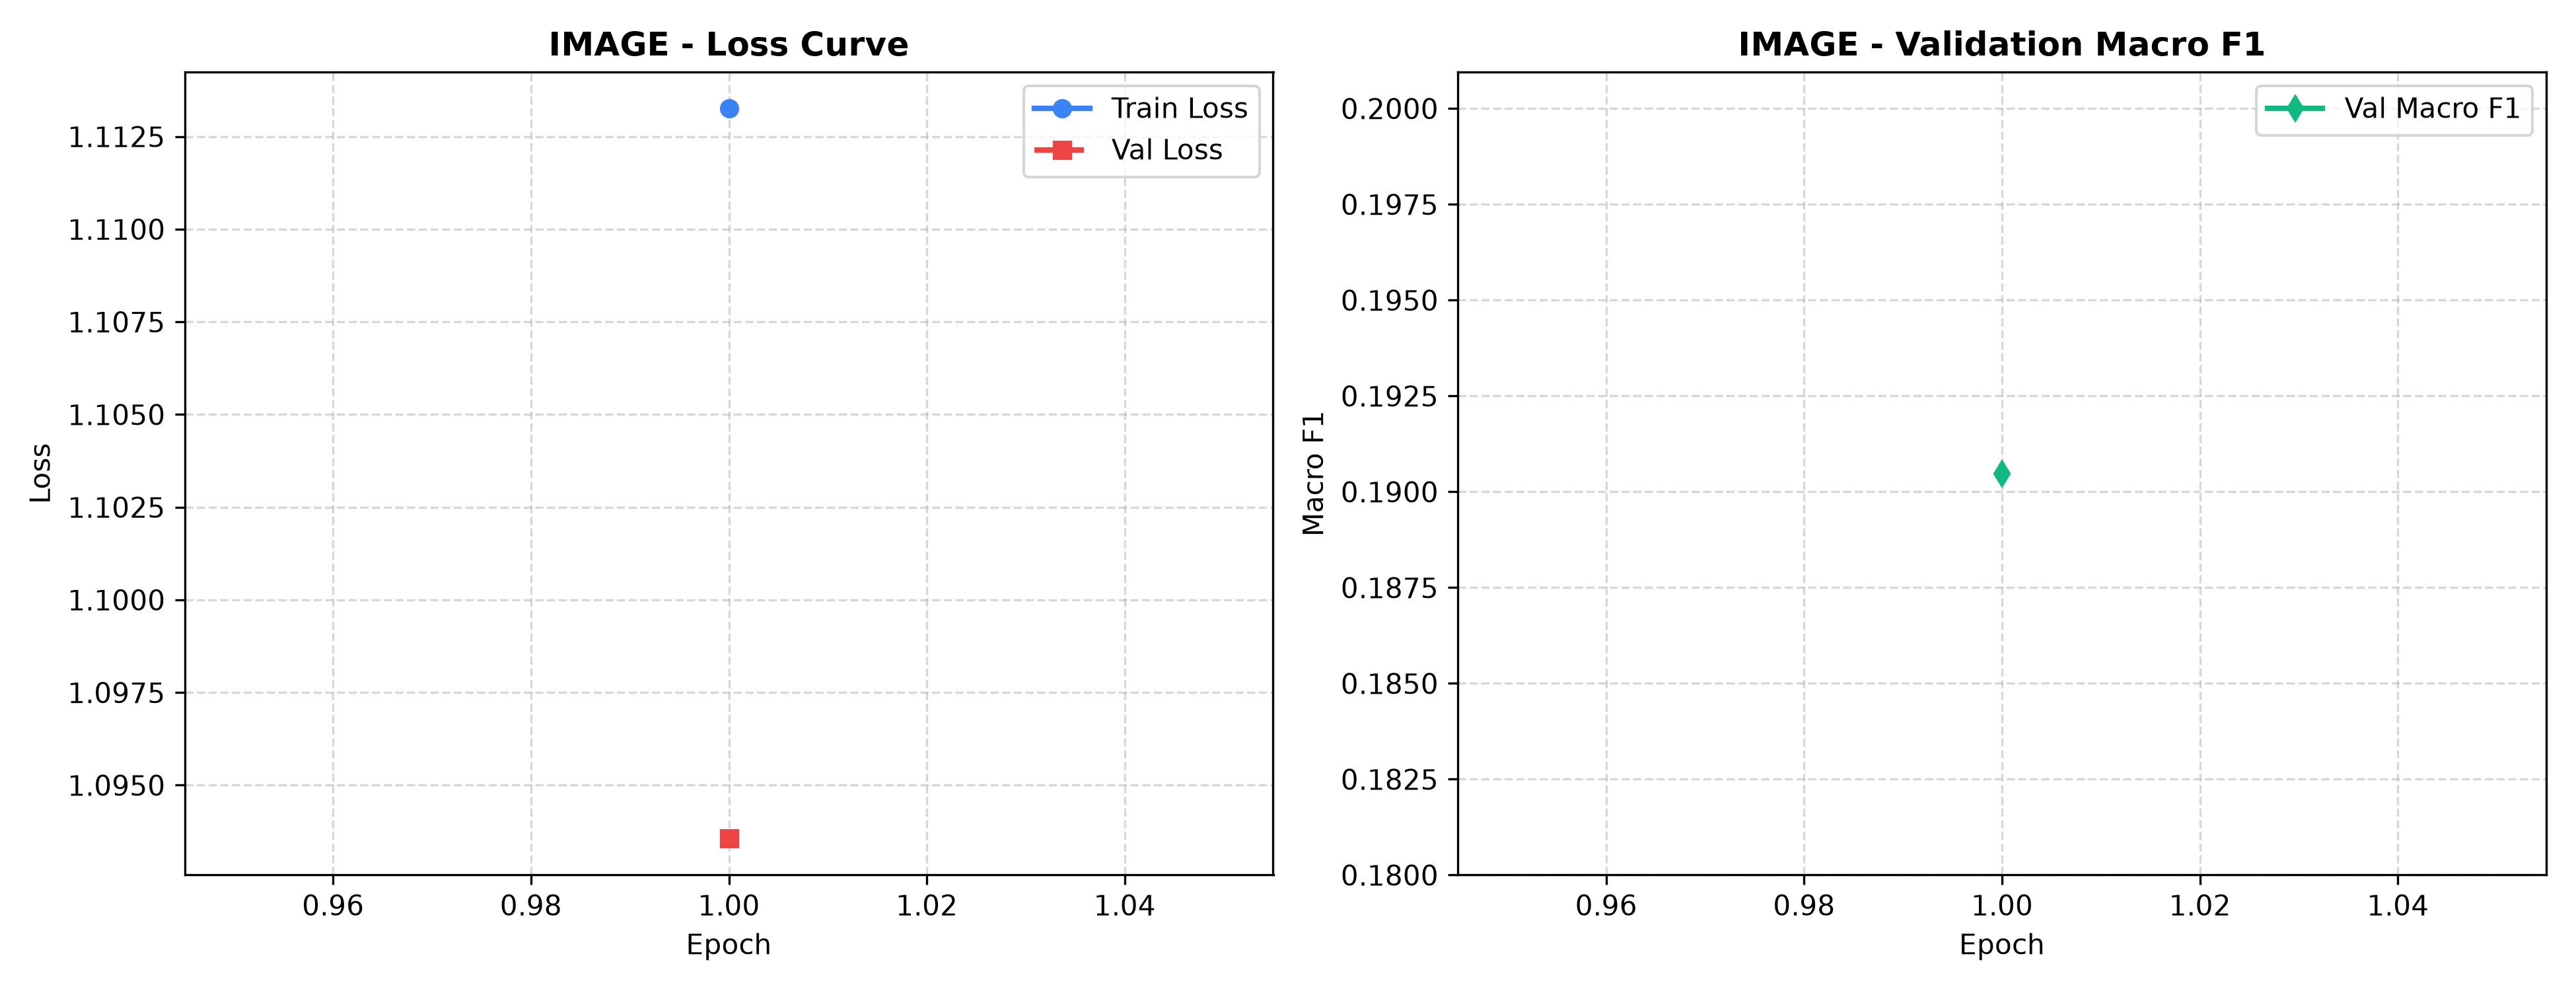 IMAGE - Loss Curve
Train Loss
Val Loss
1.1125
1.1100
1.1075
1.1050
1.1025
1.1000
1.0975
1.0950
Loss
0.96 0.98 1.00 1.02 1.04
Epoch
IMAGE - Validation Macro F1
Val Macro F1
0.2000
0.1975
0.1950
0.1925
0.1900
0.1875
0.1850
0.1825
0.1800
Macro F1
0.96 0.98 1.00 1.02 1.04
Epoch